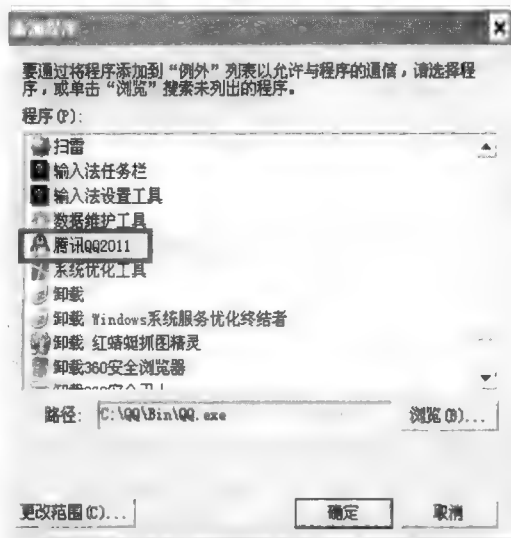 要通过将程序添加到“例外”列表以允许与程序的通信，请选择程
序，或单击“浏览”搜索未列出的程序。
程序(P):
扫雷
输入法任务栏
输入法设置工具
数据维护工具
腾讯QQ2011
系统优化工具
卸载
卸载 Windows系统服务优化终结者
卸载 红蜻蜓抓图精灵
卸载360安全浏览器
路径: C:\QQ\Bin\QQ.exe 浏览(B)...
更改范围(C)... 确定 取消